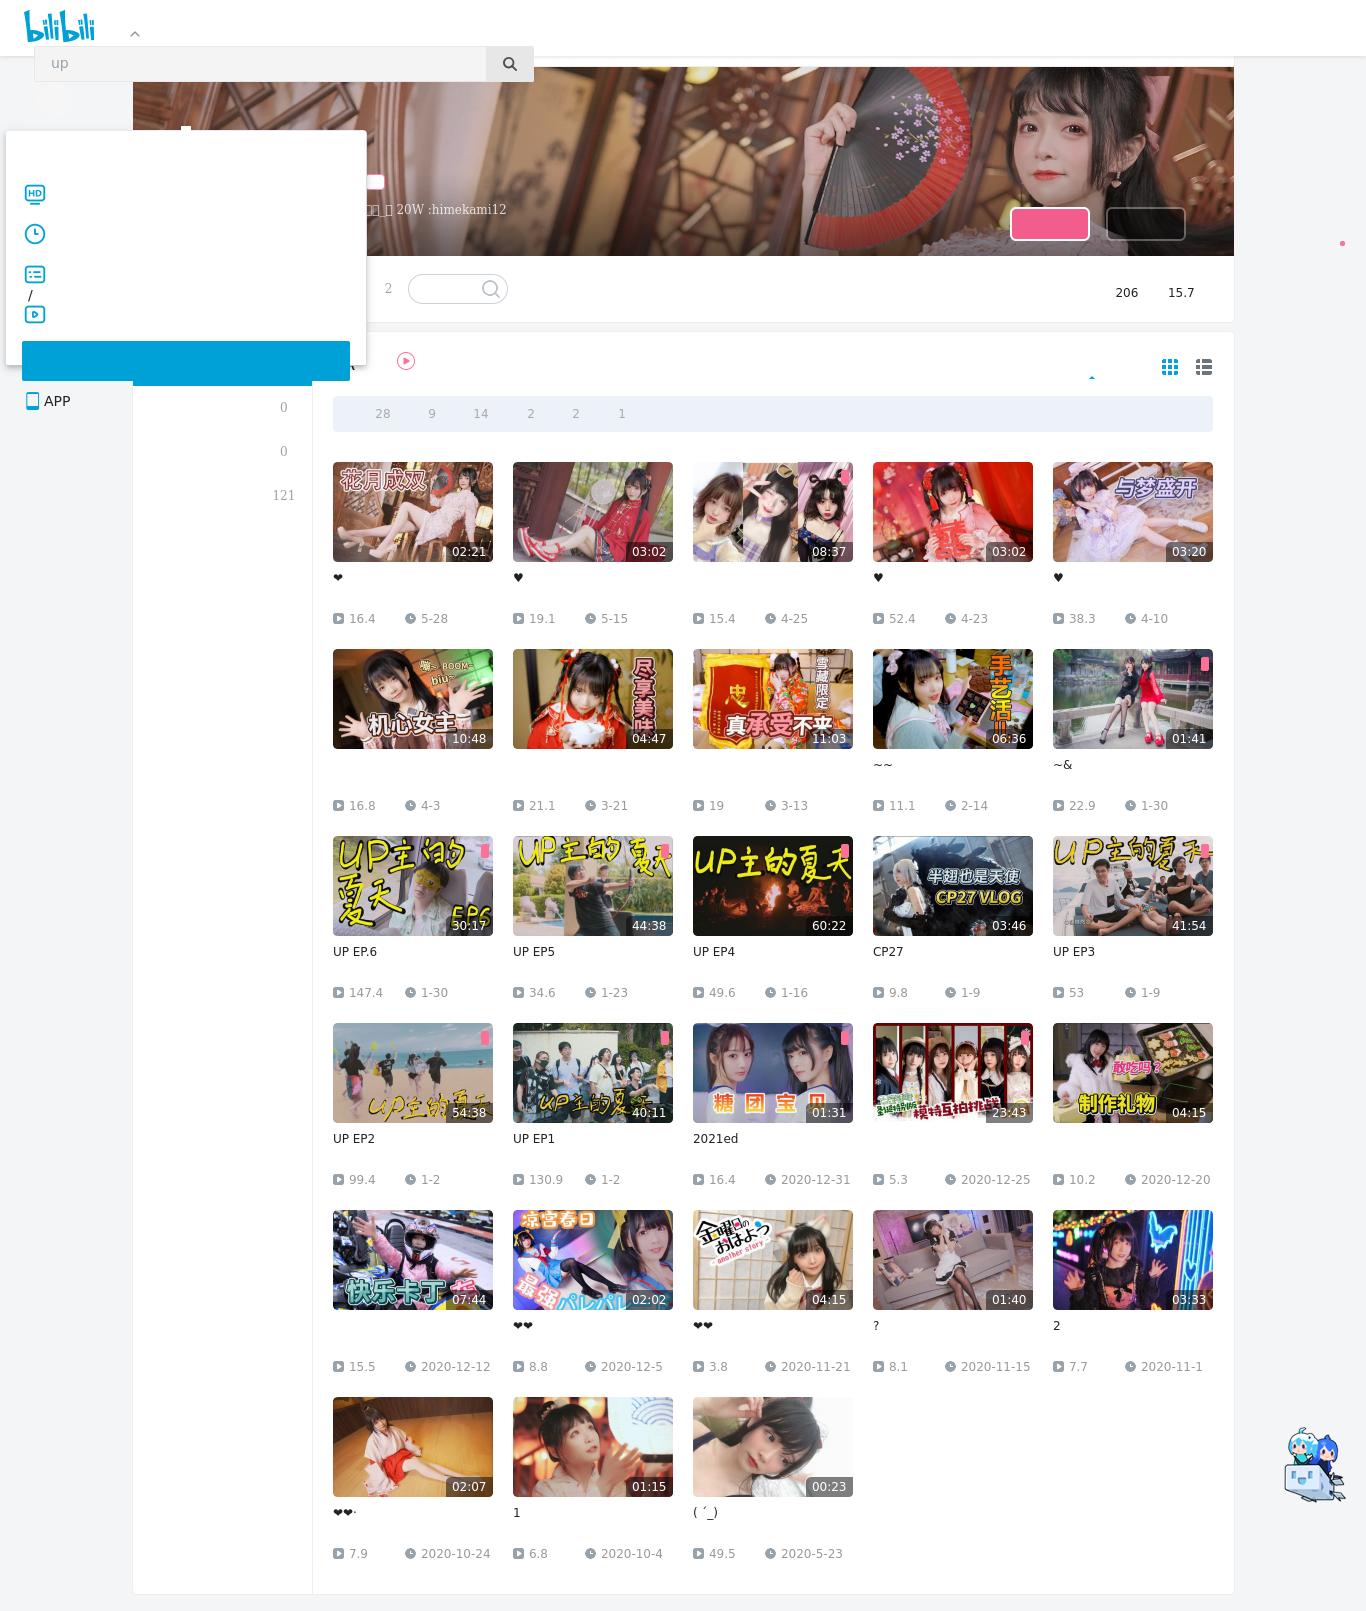 bilibili
up
20W :himekami12
2
206
15.7
/
APP
0
0
121
28
9
14
2
2
1
花月成双
02:21
03:02
08:37
03:02
与梦盛开
03:20
❤
♥
♥
♥
16.4
5-28
19.1
5-15
15.4
4-25
52.4
4-23
38.3
4-10
ROOM~
biu~
机心女主
10:48
尽享美味
04:47
雪藏限定
忠
真承受不来
11:03
手艺活!!
06:36
01:41
~~
~&
16.8
4-3
21.1
3-21
19
3-13
11.1
2-14
22.9
1-30
UP主的夏天
EP6
30:17
UP主的夏天
44:38
UP主的夏天
60:22
半翅也是天使
CP27 VLOG
03:46
UP主的夏天
41:54
UP EP.6
UP EP5
UP EP4
CP27
UP EP3
147.4
1-30
34.6
1-23
49.6
1-16
9.8
1-9
53
1-9
UP主的夏天
54:38
UP主的夏天
40:11
糖团宝贝
01:31
模特互拍挑战
23:43
敢吃吗?
制作礼物
04:15
UP EP2
UP EP1
2021ed
99.4
1-2
130.9
1-2
16.4
2020-12-31
5.3
2020-12-25
10.2
2020-12-20
快乐卡丁
07:44
凉宫春日
最强
パレパレ
02:02
金曜日の
おはよう
another story
04:15
01:40
03:33
❤❤
❤❤
?
2
15.5
2020-12-12
8.8
2020-12-5
3.8
2020-11-21
8.1
2020-11-15
7.7
2020-11-1
02:07
01:15
00:23
❤❤·
1
( ´_)
7.9
2020-10-24
6.8
2020-10-4
49.5
2020-5-23